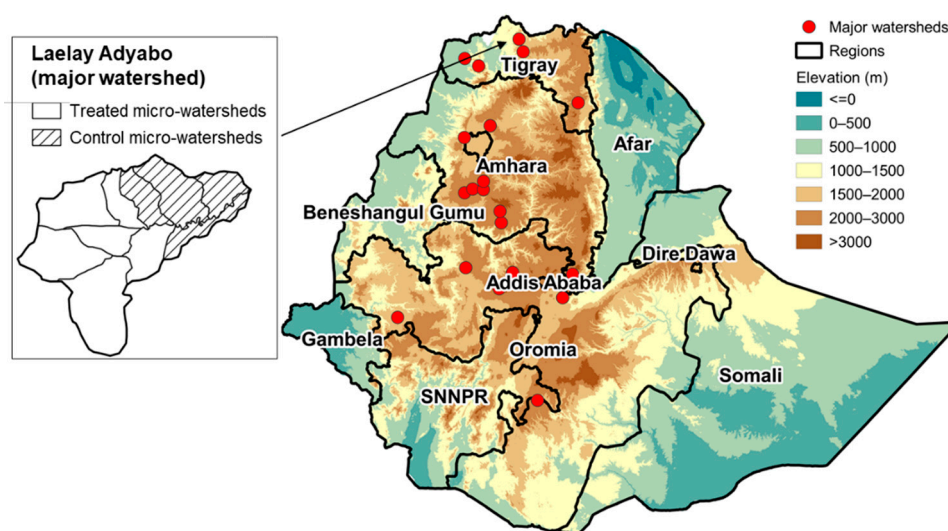 Laelay Adyabo
(major watershed)
Treated micro-watersheds
Control micro-watersheds
Major watersheds
Regions
Elevation (m)
<=0
0–500
500–1000
1000–1500
1500–2000
2000–3000
>3000
Tigray
Afar
Amhara
Beneshangul Gumu
Dire Dawa
Addis Ababa
Gambela
Oromia
Somali
SNNPR